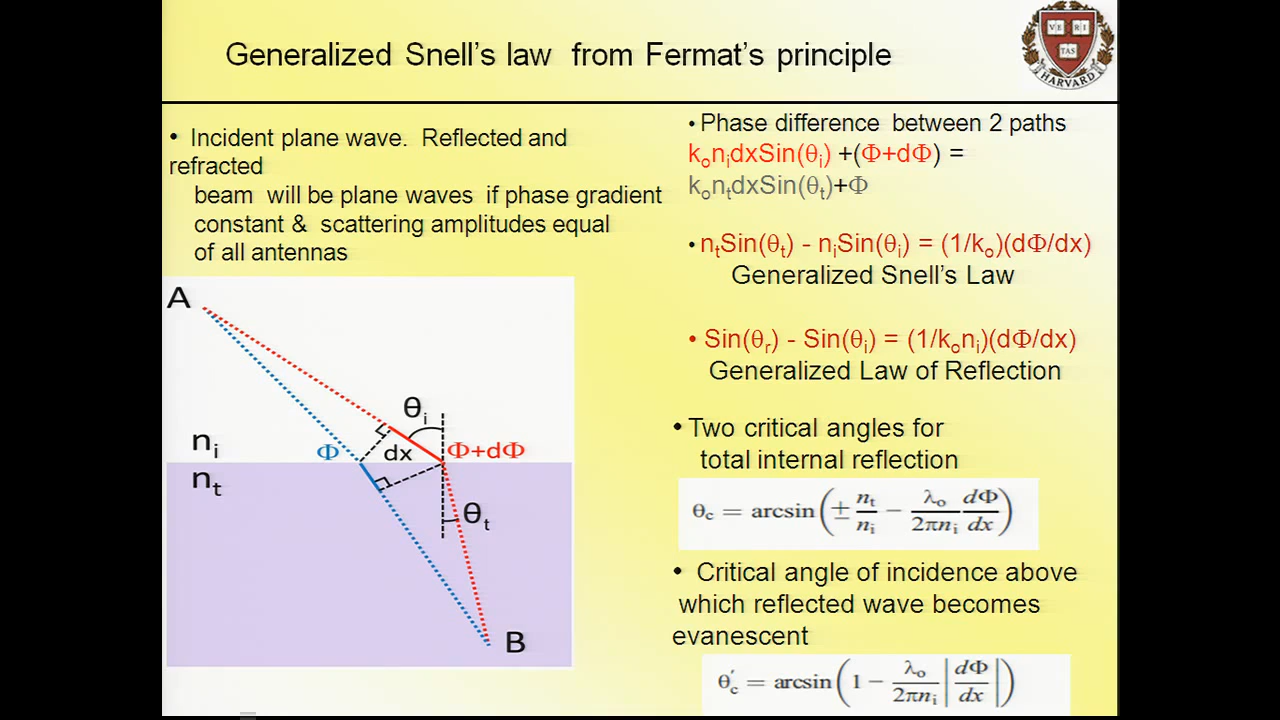 Generalized Snell's law from Fermat's principle
VE RI
TAS
HARVARD
• Incident plane wave. Reflected and
refracted
beam will be plane waves if phase gradient
constant & scattering amplitudes equal
of all antennas
A
θi
ni
Φ
dx
Φ+dΦ
nt
θt
B
• Phase difference between 2 paths
konidxSin(θi) +(Φ+dΦ) =
kontdxSin(θt)+Φ
• ntSin(θt) - niSin(θi) = (1/ko)(dΦ/dx)
Generalized Snell's Law
• Sin(θr) - Sin(θi) = (1/koni)(dΦ/dx)
Generalized Law of Reflection
• Two critical angles for
total internal reflection
θc = arcsin(± nt/ni − λo/2πni dΦ/dx)
• Critical angle of incidence above
which reflected wave becomes
evanescent
θ′c = arcsin(1 − λo/2πni |dΦ/dx|)